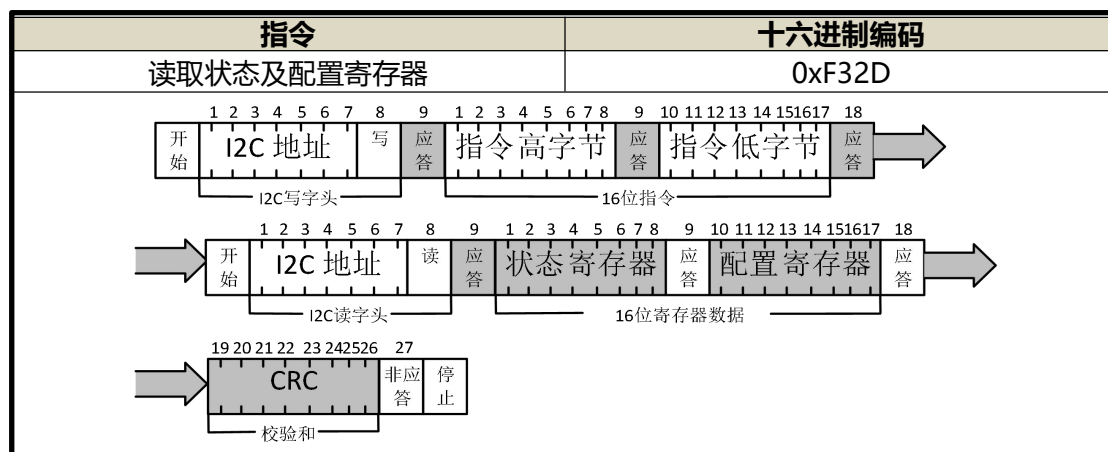 指令 十六进制编码
读取状态及配置寄存器 0xF32D
1 2 3 4 5 6 7 8 9 1 2 3 4 5 6 7 8 9 10 11 12 13 14 15 16 17 18
开始 I2C 地址 写 应答 指令高字节 应答 指令低字节 应答
I2C写字头 16位指令
1 2 3 4 5 6 7 8 9 1 2 3 4 5 6 7 8 9 10 11 12 13 14 15 16 17 18
开始 I2C 地址 读 应答 状态寄存器 应答 配置寄存器 应答
I2C读字头 16位寄存器数据
19 20 21 22 23 24 25 26 27
CRC 非应答 停止
校验和